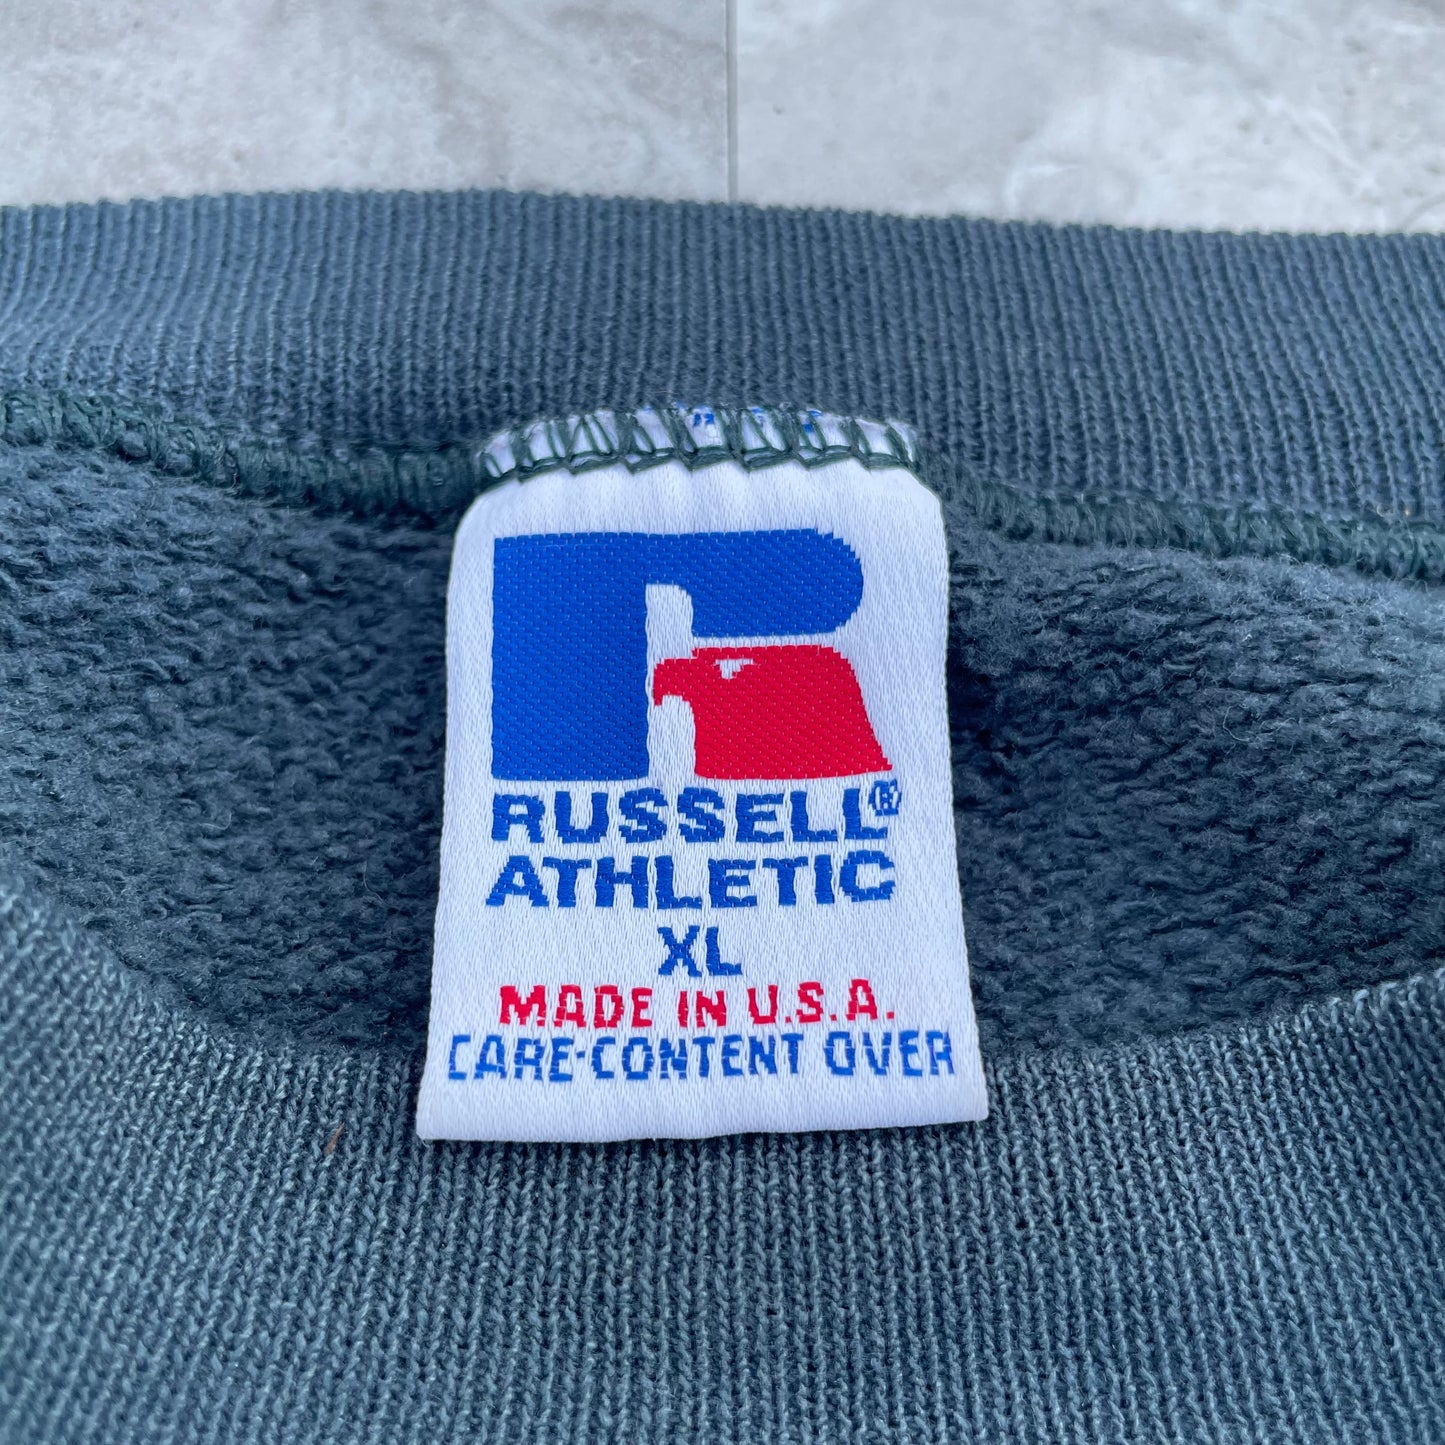 RUSSELL®
ATHLETIC
XL
MADE IN U.S.A.
CARE-CONTENT OVER